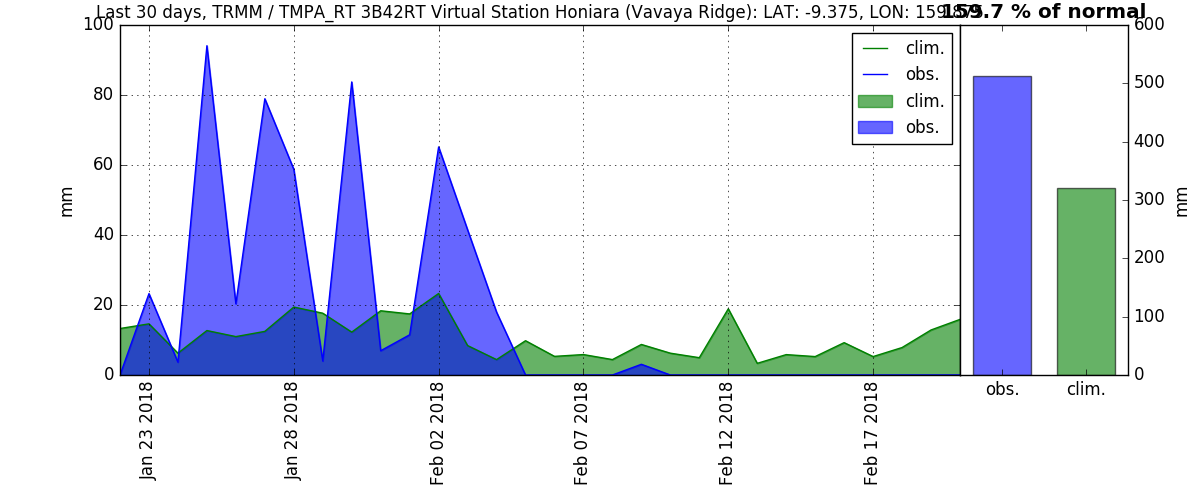 Last 30 days, TRMM / TMPA_RT 3B42RT Virtual Station Honiara (Vavaya Ridge): LAT: -9.375, LON:
159.7 % of normal
100
80
60
40
20
0
mm
clim.
obs.
clim.
obs.
Jan 23 2018
Jan 28 2018
Feb 02 2018
Feb 07 2018
Feb 12 2018
Feb 17 2018
600
500
400
300
200
100
0
mm
obs.
clim.